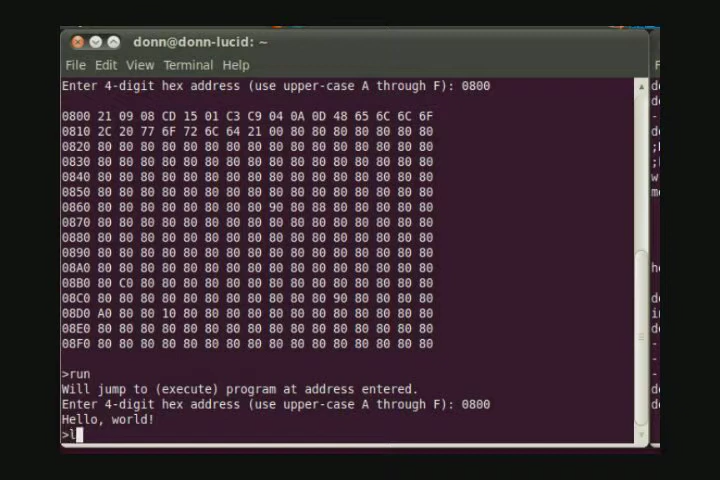 donn@donn-lucid: ~
File Edit View Terminal Help
Enter 4-digit hex address (use upper-case A through F): 0800
0800 21 09 08 CD 15 01 C3 C9 04 0A 0D 48 65 6C 6C 6F
0810 2C 20 77 6F 72 6C 64 21 00 80 80 80 80 80 80 80
0820 80 80 80 80 80 80 80 80 80 80 80 80 80 80 80 80
0830 80 80 80 80 80 80 80 80 80 80 80 80 80 80 80 80
0840 80 80 80 80 80 80 80 80 80 80 80 80 80 80 80 80
0850 80 80 80 80 80 80 80 80 80 80 80 80 80 80 80 80
0860 80 80 80 80 80 80 80 80 90 80 88 80 80 80 80 80
0870 80 80 80 80 80 80 80 80 80 80 80 80 80 80 80 80
0880 80 80 80 80 80 80 80 80 80 80 80 80 80 80 80 80
0890 80 80 80 80 80 80 80 80 80 80 80 80 80 80 80 80
08A0 80 80 80 80 80 80 80 80 80 80 80 80 80 80 80 80
08B0 80 C0 80 80 80 80 80 80 80 80 80 80 80 80 80 80
08C0 80 80 80 80 80 80 80 80 80 80 80 90 80 80 80 80
08D0 A0 80 80 10 80 80 80 80 80 80 80 80 80 80 80 80
08E0 80 80 80 80 80 80 80 80 80 80 80 80 80 80 80 80
08F0 80 80 80 80 80 80 80 80 80 80 80 80 80 80 80 80
>run
Will jump to (execute) program at address entered.
Enter 4-digit hex address (use upper-case A through F): 0800
Hello, world!
>l